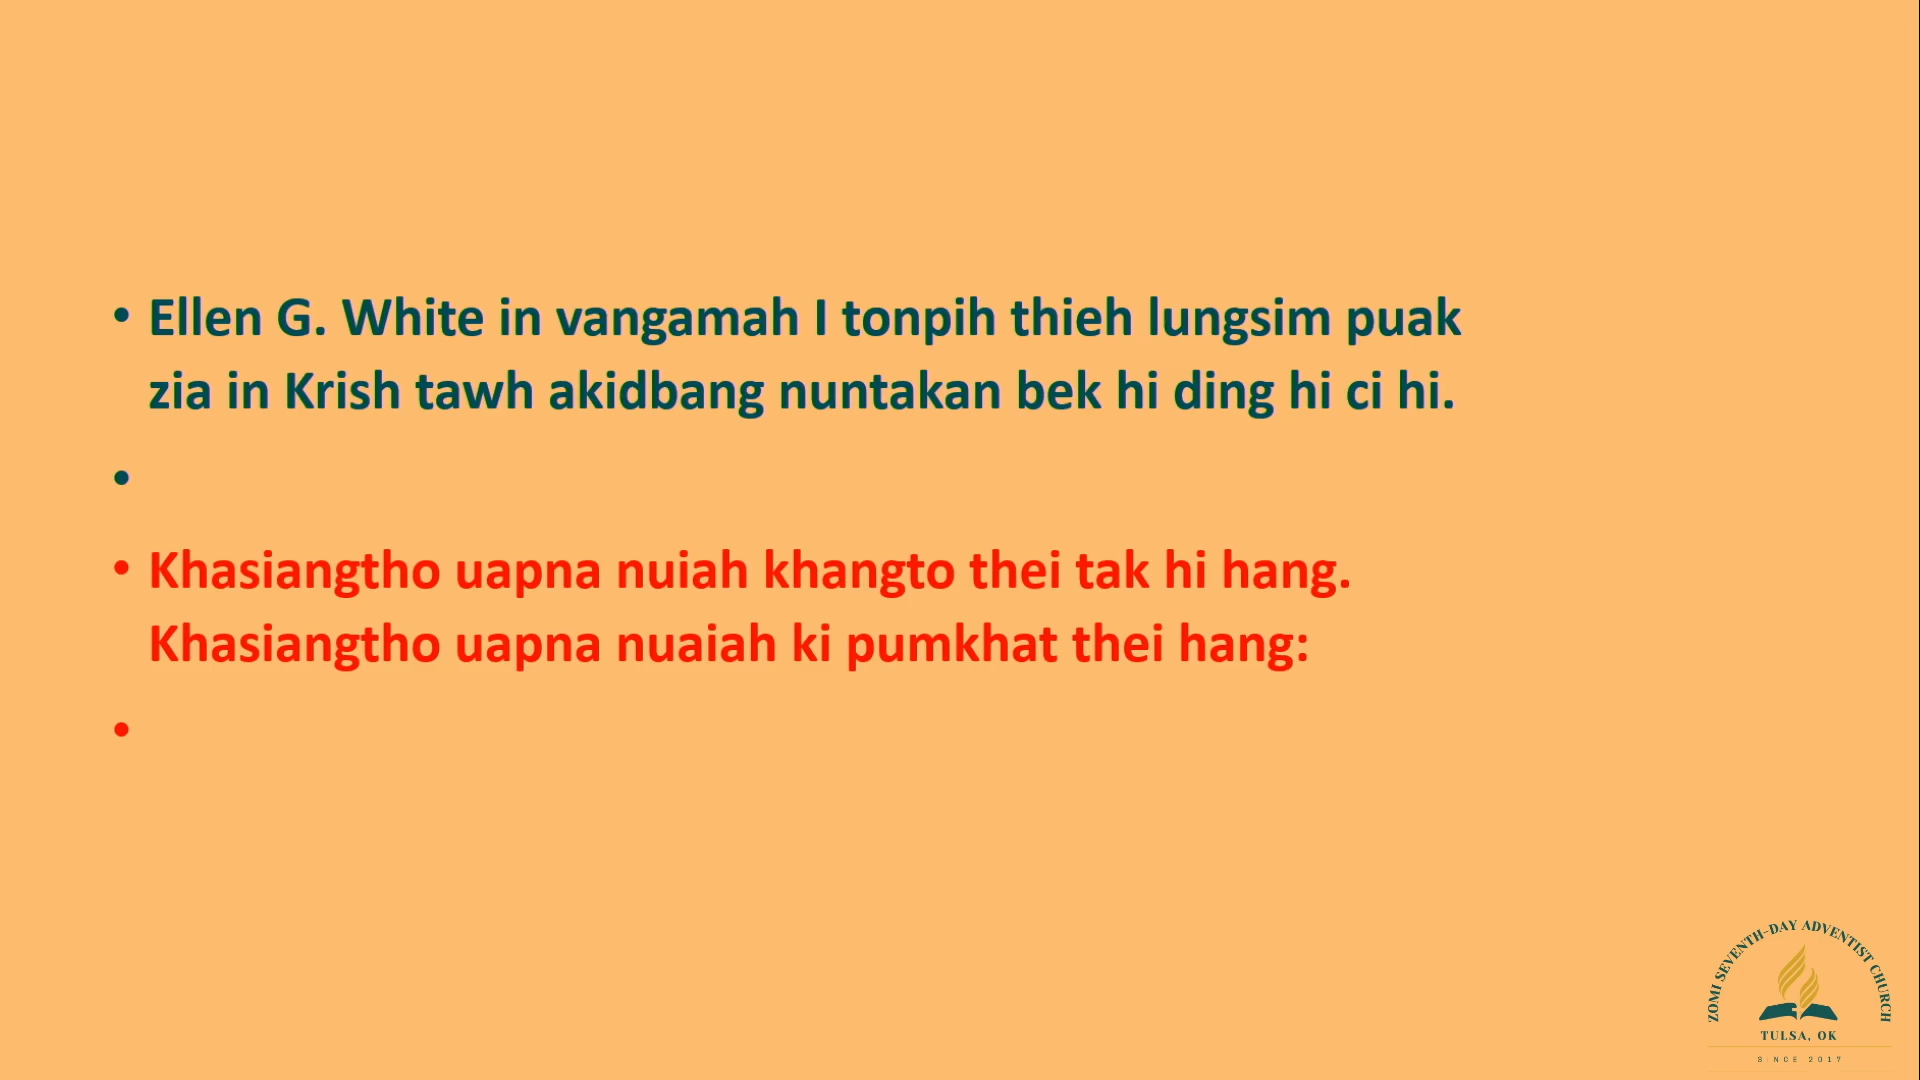 • Ellen G. White in vangamah I tonpih thieh lungsim puak
zia in Krish tawh akidbang nuntakan bek hi ding hi ci hi.
•
• Khasiangtho uapna nuiah khangto thei tak hi hang.
Khasiangtho uapna nuaiah ki pumkhat thei hang:
•
ZOMI SEVENTH-DAY ADVENTIST CHURCH
TULSA, OK
SINCE 2017